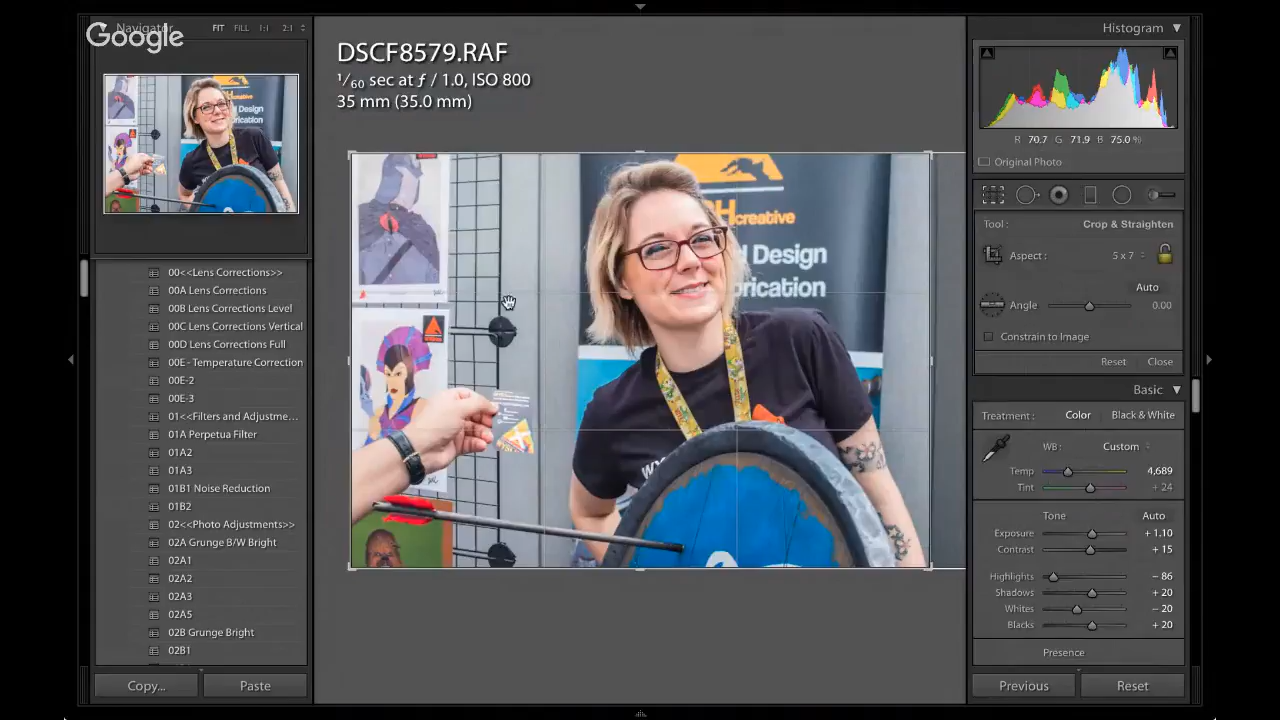 Navigator
FIT FILL 1:1 2:1
Google
DSCF8579.RAF
1/60 sec at ƒ / 1.0, ISO 800
35 mm (35.0 mm)
Histogram
R 70.7 G 71.9 B 75.0 %
Original Photo
Tool : Crop & Straighten
Aspect : 5 x 7
Auto
Angle 0.00
Constrain to Image
Reset Close
Basic
Treatment : Color Black & White
WB : Custom
Temp 4,689
Tint + 24
Tone Auto
Exposure + 1,10
Contrast + 15
Highlights − 86
Shadows + 20
Whites − 20
Blacks + 20
Presence
Previous Reset
00<<Lens Corrections>>
00A Lens Corrections
00B Lens Corrections Level
00C Lens Corrections Vertical
00D Lens Corrections Full
00E - Temperature Correction
00E-2
00E-3
01<<Filters and Adjustme…
01A Perpetua Filter
01A2
01A3
01B1 Noise Reduction
01B2
02<<Photo Adjustments>>
02A Grunge B/W Bright
02A1
02A2
02A3
02A5
02B Grunge Bright
02B1
Copy... Paste
creative
Design